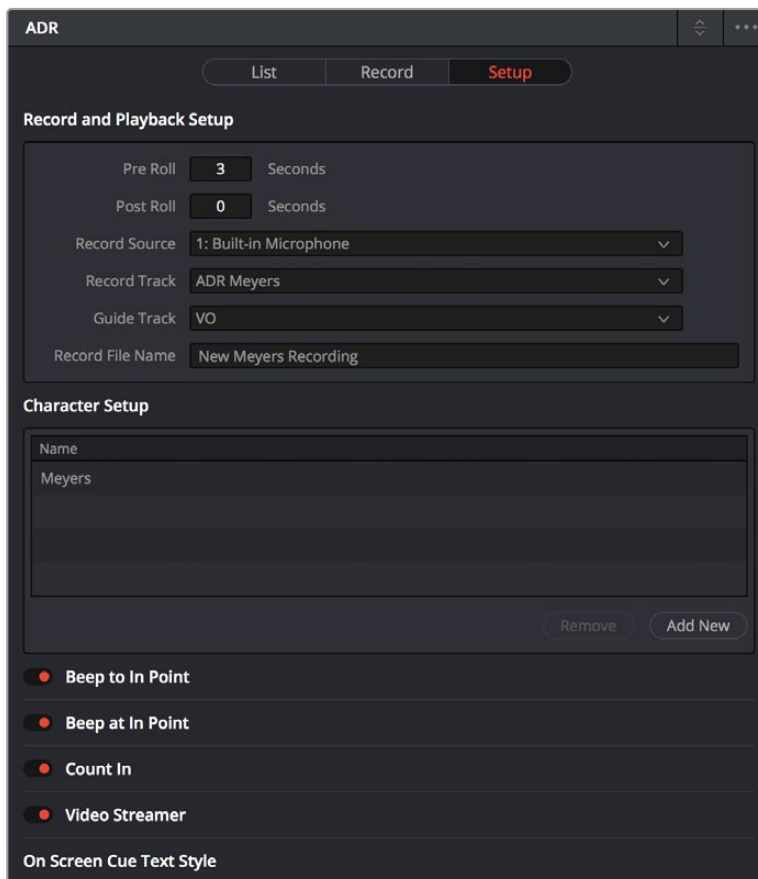 ADR
List Record Setup
Record and Playback Setup
Pre Roll 3 Seconds
Post Roll 0 Seconds
Record Source 1: Built-in Microphone
Record Track ADR Meyers
Guide Track VO
Record File Name New Meyers Recording
Character Setup
Name
Meyers
Remove Add New
Beep to In Point
Beep at In Point
Count In
Video Streamer
On Screen Cue Text Style